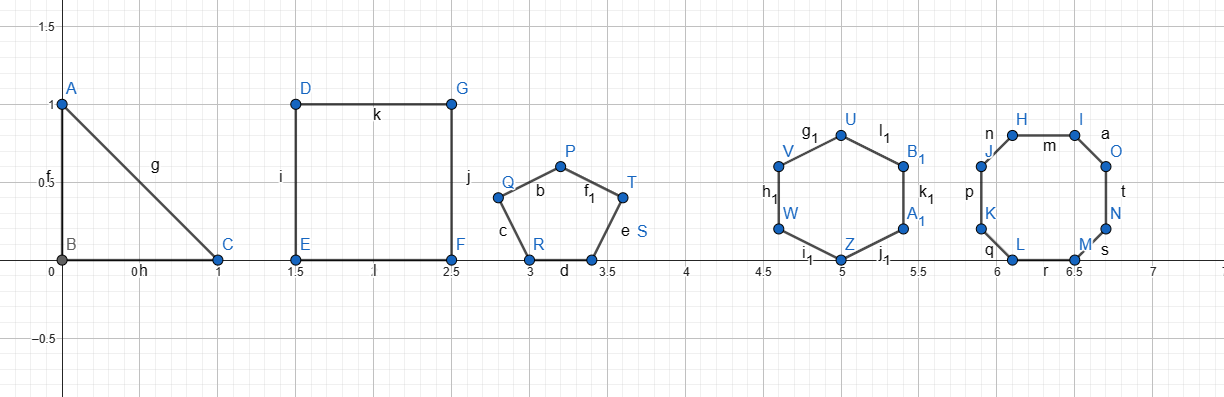 1.5
A
1
D
G
k
g
f
0.5
i
j
B
C
E
F
0
0.5
h
1
1.5
l
2.5
P
Q
b
f1
T
c
e
S
R
3
d
3.5
4
U
g1
l1
V
B1
h1
k1
W
A1
Z
i1
j1
4.5
5
5.5
H
I
n
a
m
J
O
p
t
K
N
L
M
q
s
6
r
6.5
7
−0.5